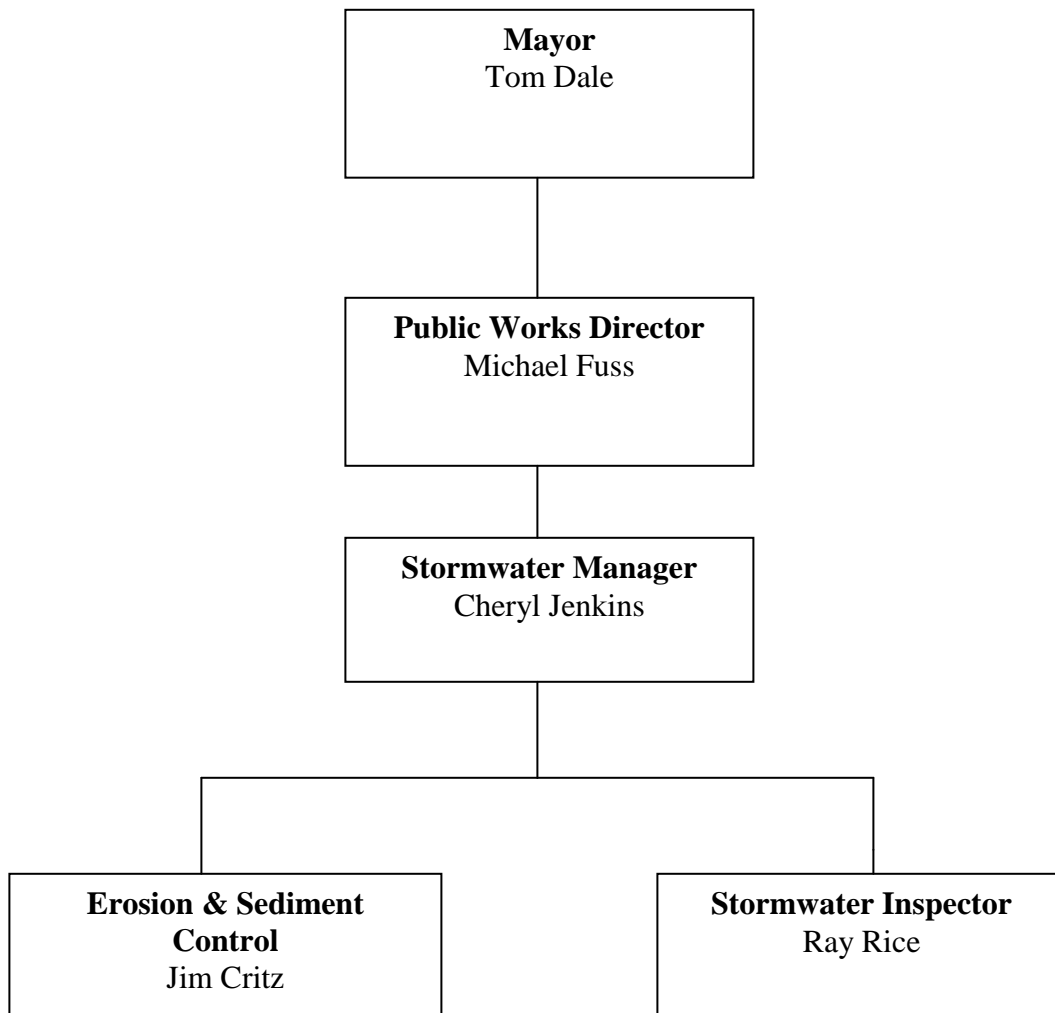 Mayor
Tom Dale
Public Works Director
Michael Fuss
Stormwater Manager
Cheryl Jenkins
Erosion & Sediment
Control
Jim Critz
Stormwater Inspector
Ray Rice